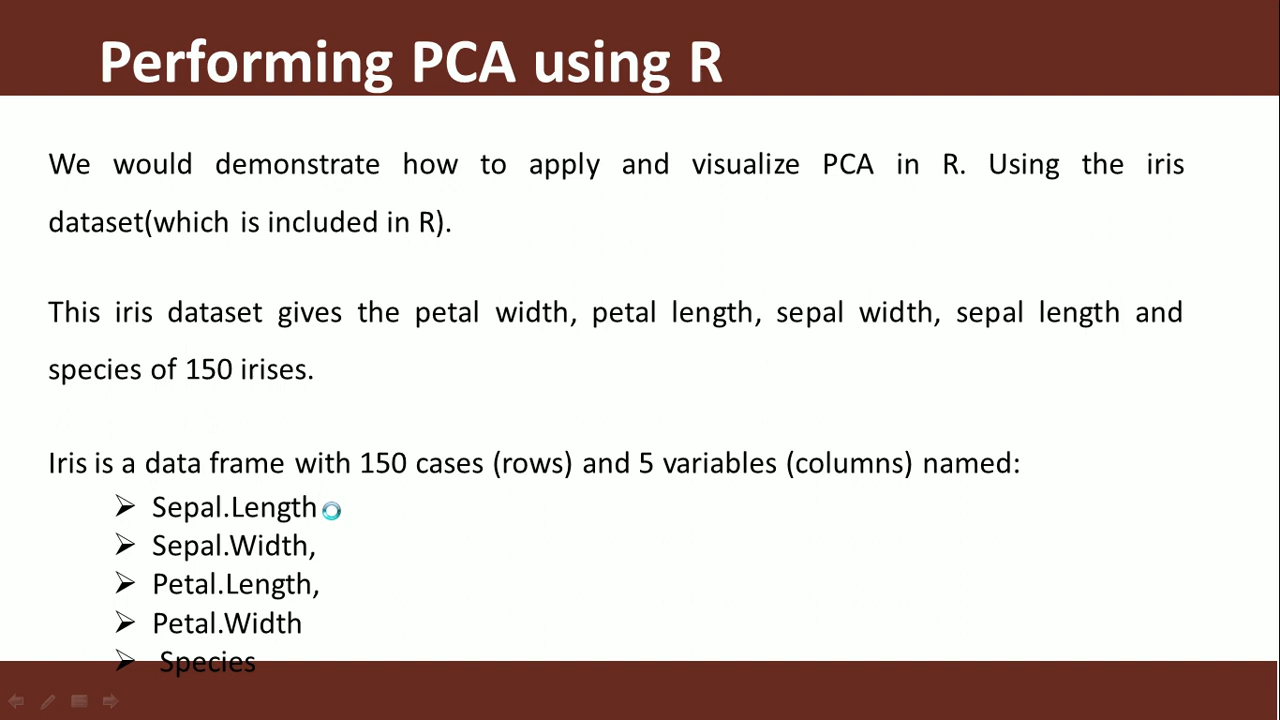 Performing PCA using R
We would demonstrate how to apply and visualize PCA in R. Using the iris
dataset(which is included in R).
This iris dataset gives the petal width, petal length, sepal width, sepal length and
species of 150 irises.
Iris is a data frame with 150 cases (rows) and 5 variables (columns) named:
➢ Sepal.Length
➢ Sepal.Width,
➢ Petal.Length,
➢ Petal.Width
➢ Species